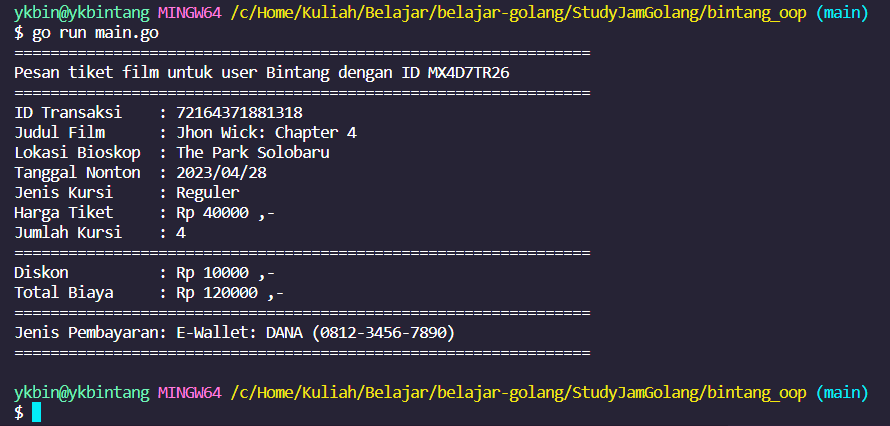 ykbin@ykbintang MINGW64 /c/Home/Kuliah/Belajar/belajar-golang/StudyJamGolang/bintang_oop (main)
$ go run main.go
================================================================
Pesan tiket film untuk user Bintang dengan ID MX4D7TR26
================================================================
ID Transaksi    : 72164371881318
Judul Film      : Jhon Wick: Chapter 4
Lokasi Bioskop  : The Park Solobaru
Tanggal Nonton  : 2023/04/28
Jenis Kursi     : Reguler
Harga Tiket     : Rp 40000 ,-
Jumlah Kursi    : 4
================================================================
Diskon          : Rp 10000 ,-
Total Biaya     : Rp 120000 ,-
================================================================
Jenis Pembayaran: E-Wallet: DANA (0812-3456-7890)
================================================================
ykbin@ykbintang MINGW64 /c/Home/Kuliah/Belajar/belajar-golang/StudyJamGolang/bintang_oop (main)
$